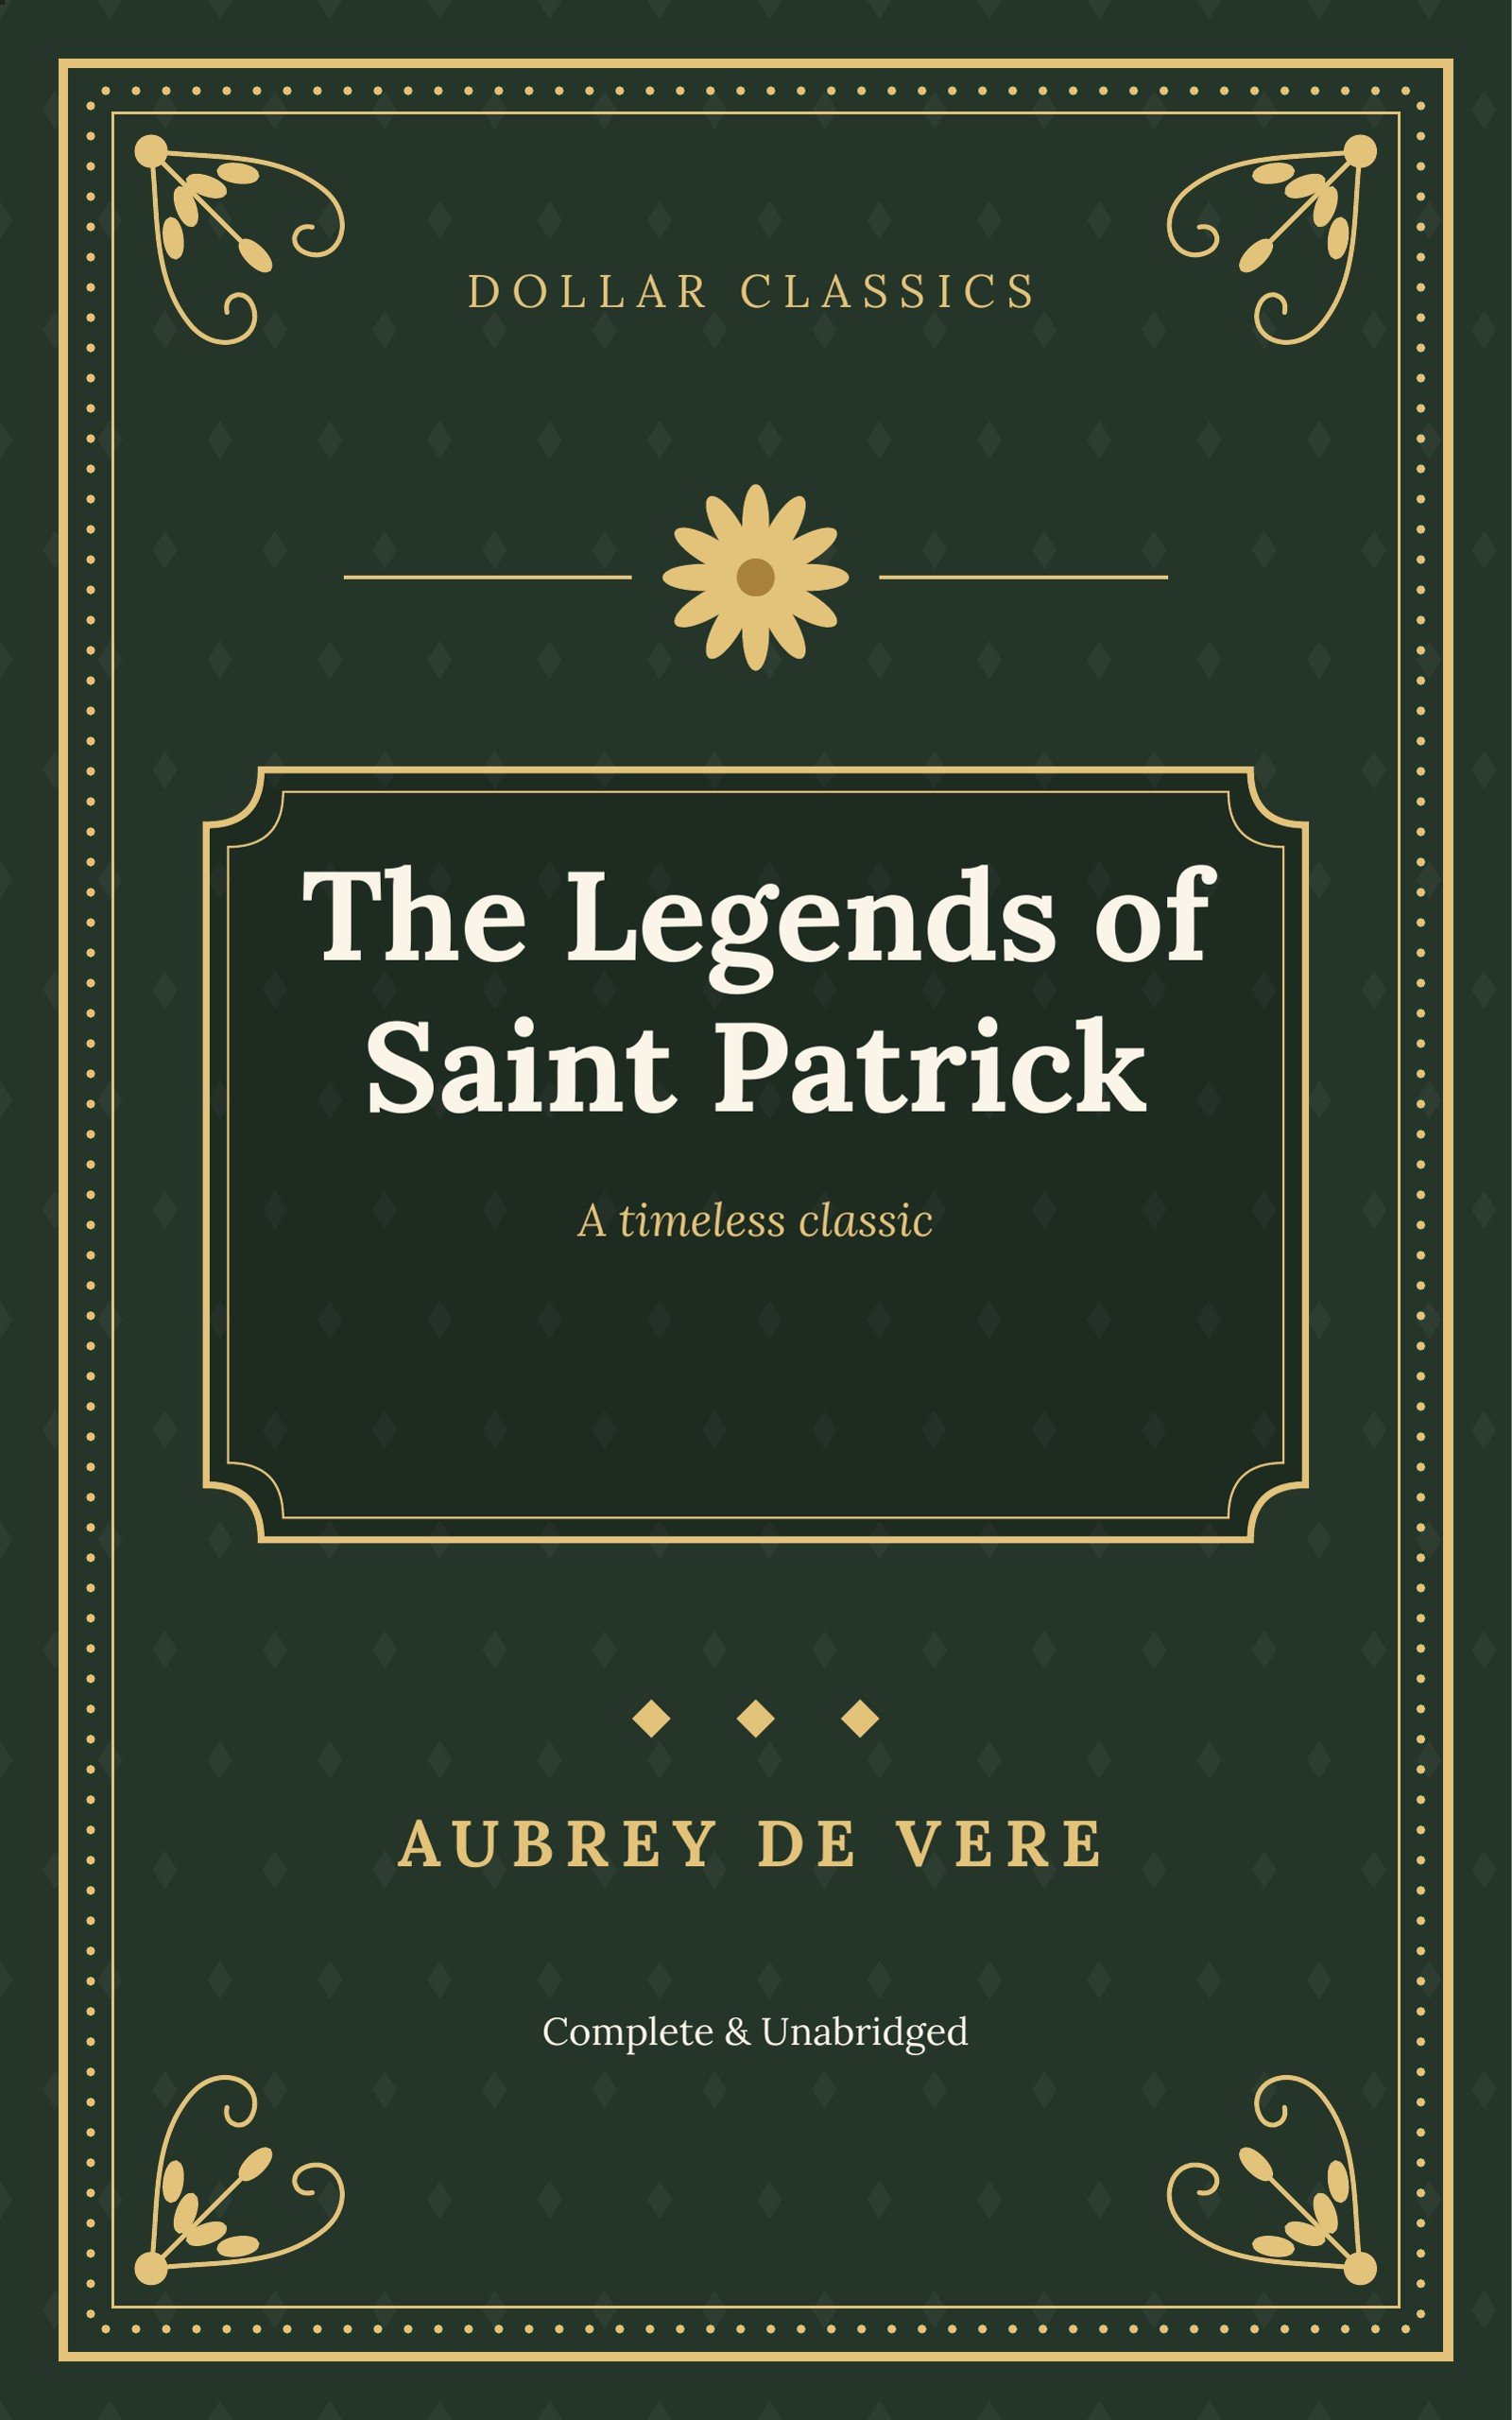 DOLLAR CLASSICS
The Legends of
Saint Patrick
A timeless classic
AUBREY DE VERE
Complete & Unabridged